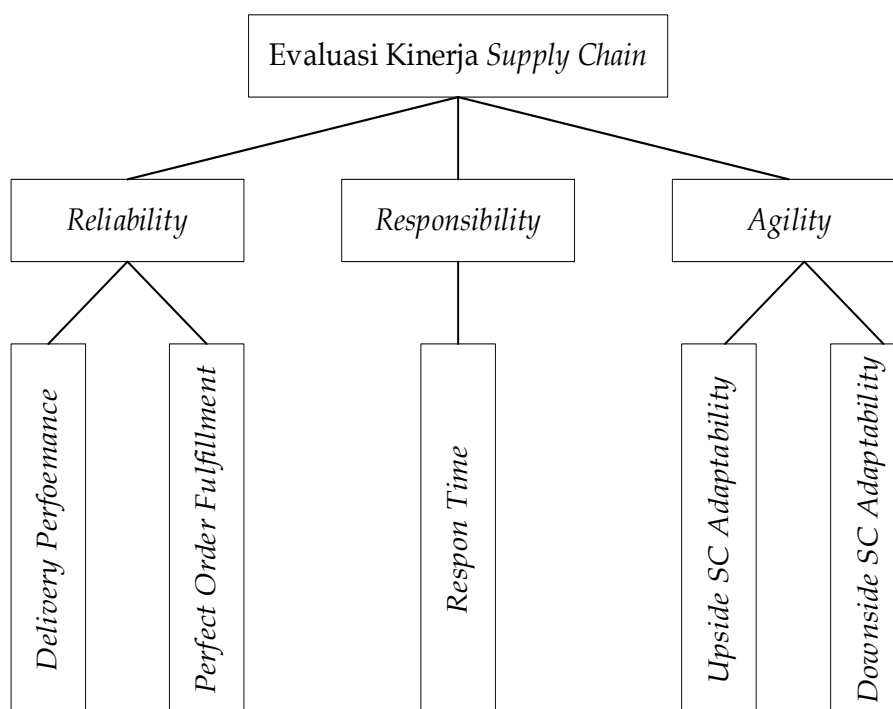 Evaluasi Kinerja Supply Chain
Reliability
Responsibility
Agility
Delivery Perfoemance
Perfect Order Fulfillment
Respon Time
Upside SC Adaptability
Downside SC Adaptability